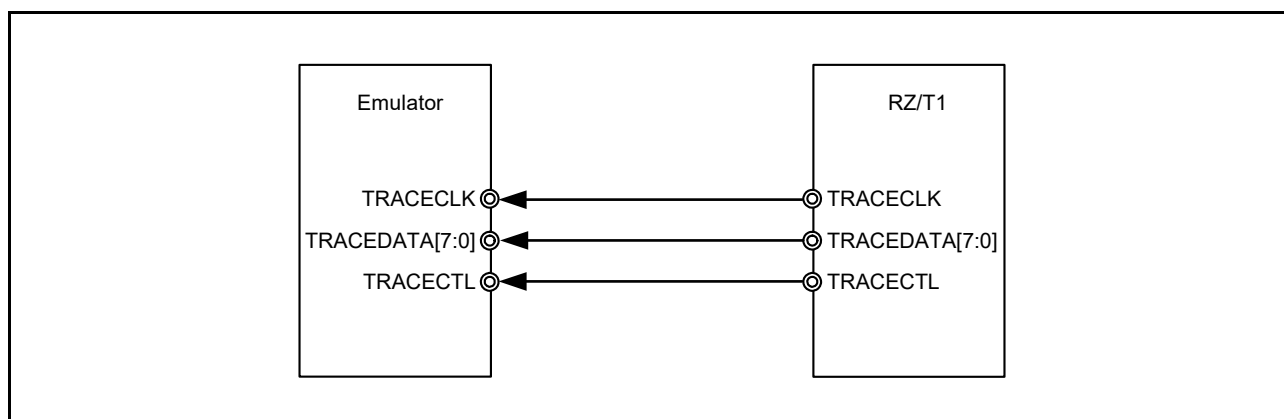 Emulator RZ/T1
TRACECLK TRACECLK
TRACEDATA[7:0] TRACEDATA[7:0]
TRACECTL TRACECTL